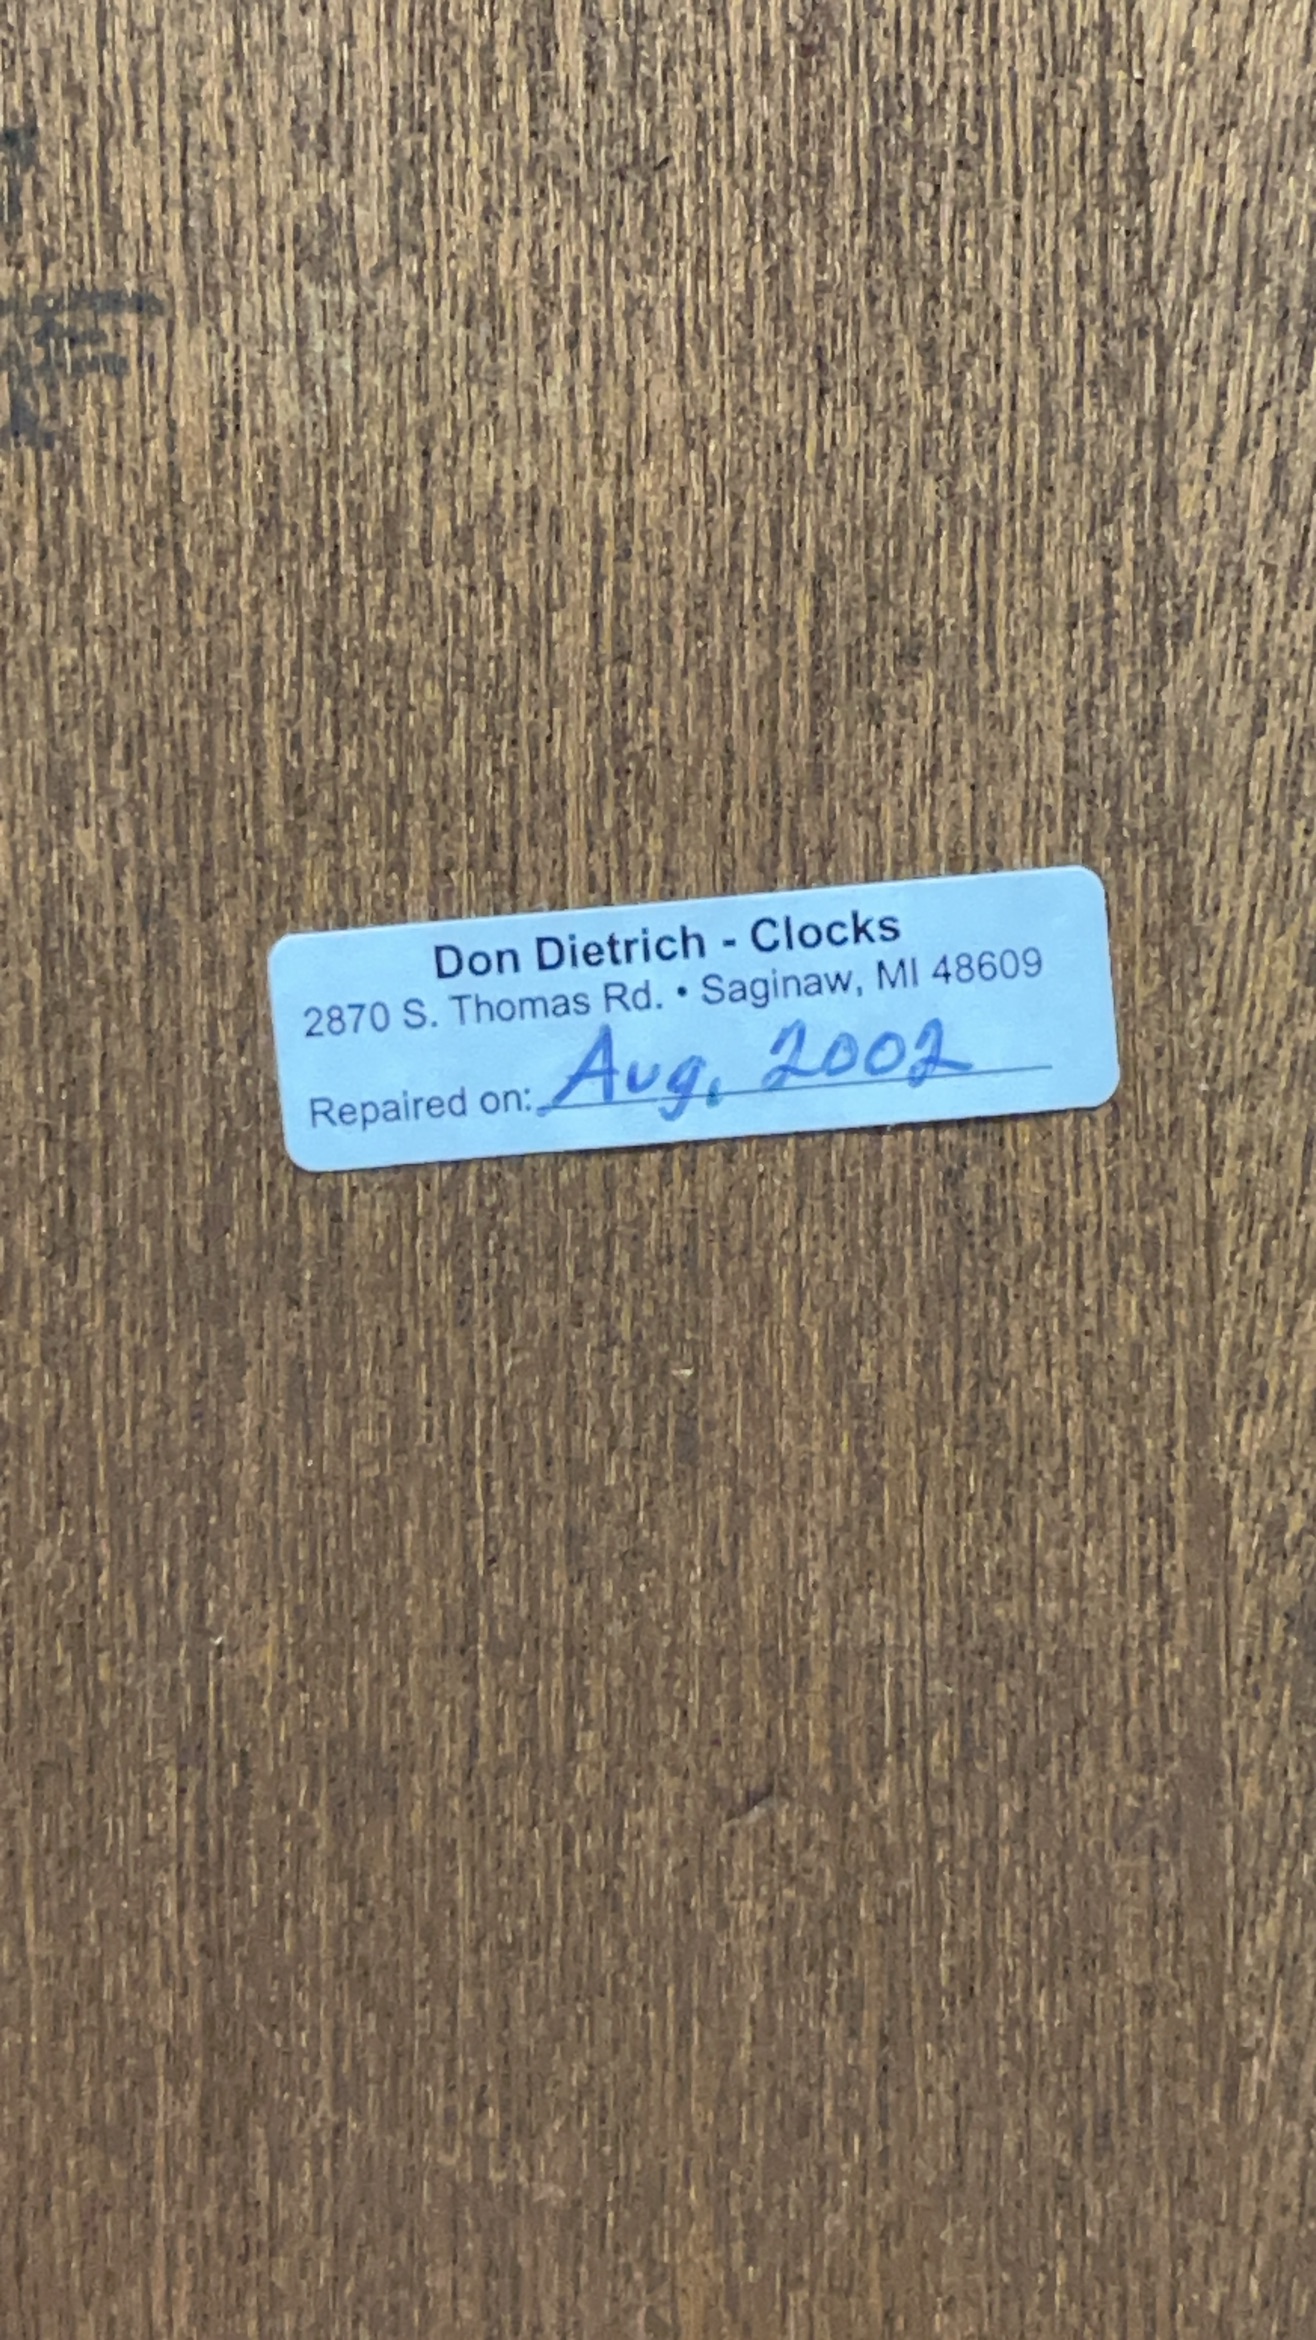 Don Dietrich - Clocks
2870 S. Thomas Rd. • Saginaw, MI 48609
Repaired on: Aug, 2002